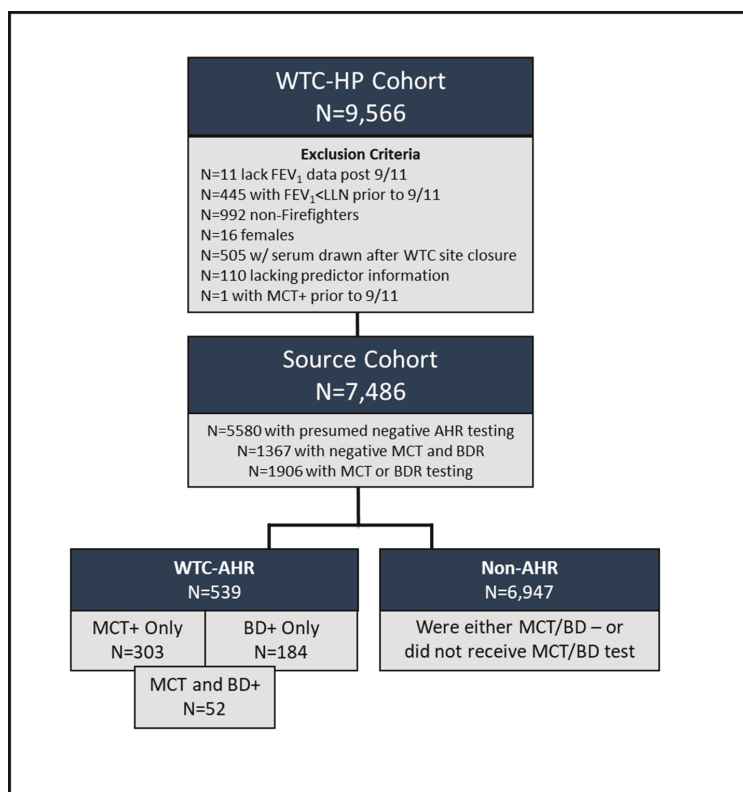 WTC-HP Cohort
N=9,566
Exclusion Criteria
N=11 lack FEV₁ data post 9/11
N=445 with FEV₁<LLN prior to 9/11
N=992 non-Firefighters
N=16 females
N=505 w/ serum drawn after WTC site closure
N=110 lacking predictor information
N=1 with MCT+ prior to 9/11
Source Cohort
N=7,486
N=5580 with presumed negative AHR testing
N=1367 with negative MCT and BDR
N=1906 with MCT or BDR testing
WTC-AHR
N=539
MCT+ Only
N=303
BD+ Only
N=184
MCT and BD+
N=52
Non-AHR
N=6,947
Were either MCT/BD – or
did not receive MCT/BD test